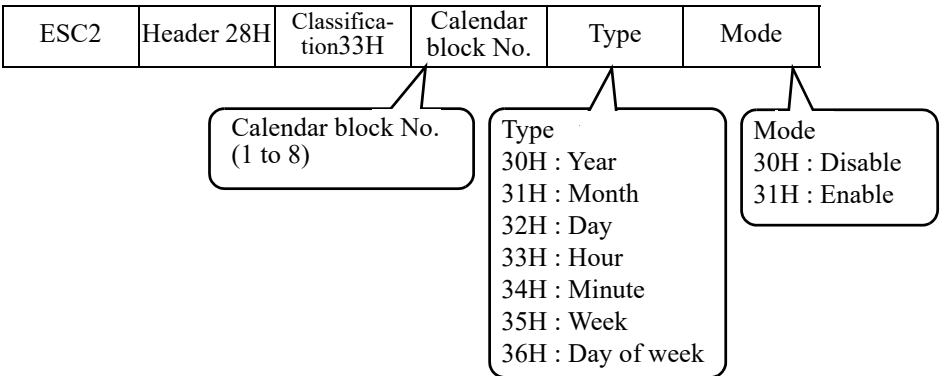 ESC2
Header 28H
Classifica-
tion33H
Calendar
block No.
Type
Mode
Calendar block No.
(1 to 8)
Type
30H : Year
31H : Month
32H : Day
33H : Hour
34H : Minute
35H : Week
36H : Day of week
Mode
30H : Disable
31H : Enable